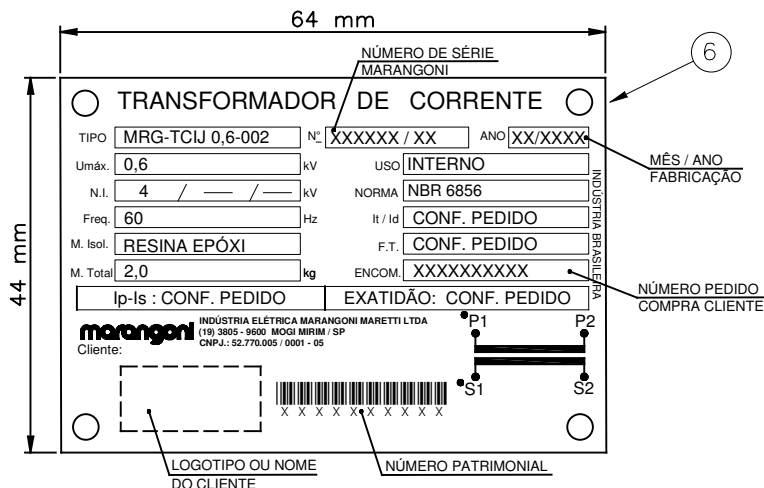 64 mm
NÚMERO DE SÉRIE
MARANGONI
6
TRANSFORMADOR DE CORRENTE
TIPO MRG-TCIJ 0,6-002 Nº XXXXXX / XX ANO XX/XXXX
MÊS / ANO
FABRICAÇÃO
Umáx. 0,6 kV USO INTERNO
N.I. 4 / — / — kV NORMA NBR 6856
Freq. 60 Hz It / Id CONF. PEDIDO
M. Isol. RESINA EPÓXI F.T. CONF. PEDIDO
M. Total 2,0 kg ENCOM. XXXXXXXXXX
INDÚSTRIA BRASILEIRA
44 mm
NÚMERO PEDIDO
COMPRA CLIENTE
Ip-Is : CONF. PEDIDO EXATIDÃO: CONF. PEDIDO
marangoni
INDÚSTRIA ELÉTRICA MARANGONI MARETTI LTDA
(19) 3805 - 9600 MOGI MIRIM / SP
CNPJ.: 52.770.005 / 0001 - 05
P1 P2
Cliente:
S1 S2
X X X X X X X X X X
LOGOTIPO OU NOME
DO CLIENTE
NÚMERO PATRIMONIAL